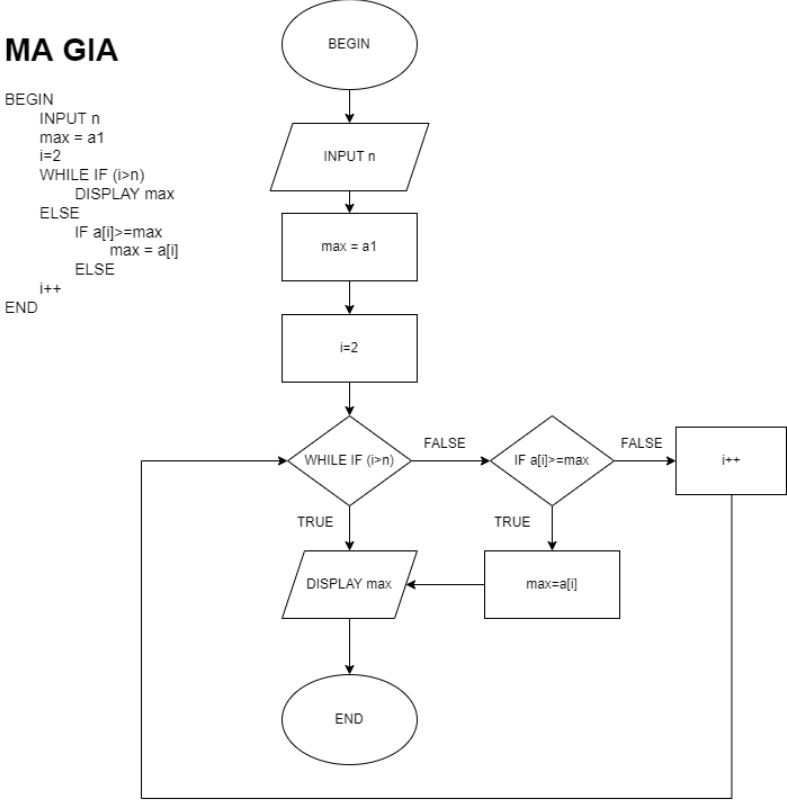 MA GIA
BEGIN
INPUT n
max = a1
i=2
WHILE IF (i>n)
DISPLAY max
ELSE
IF a[i]>=max
max = a[i]
ELSE
i++
END
BEGIN
INPUT n
max = a1
i=2
WHILE IF (i>n)
FALSE
IF a[i]>=max
FALSE
i++
TRUE
TRUE
DISPLAY max
max=a[i]
END